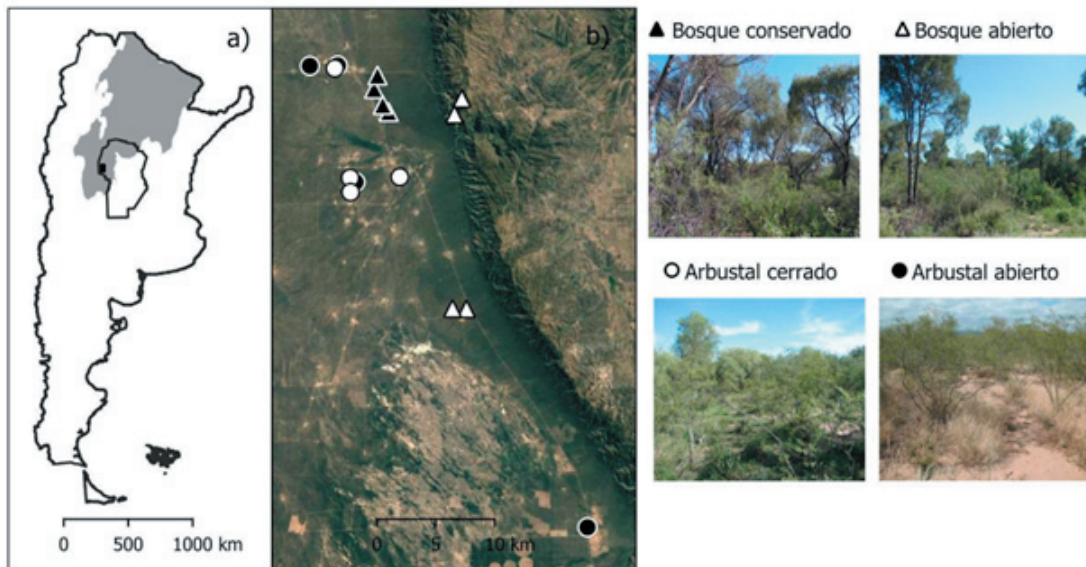 a)
b)
Bosque conservado
Bosque abierto
Arbustal cerrado
Arbustal abierto
0 500 1000 km
0 5 10 km